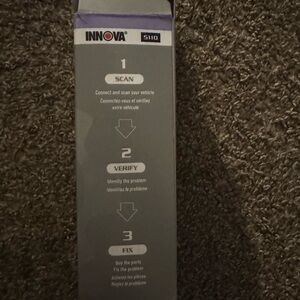 INNOVA 5110
1
SCAN
Connect and scan your vehicle
Connectez-vous et vérifiez
votre véhicule
2
VERIFY
Identify the problem
Identifiez le problème
3
FIX
Buy the parts
Fix the problem
Achetez les pièces
Réglez le problème